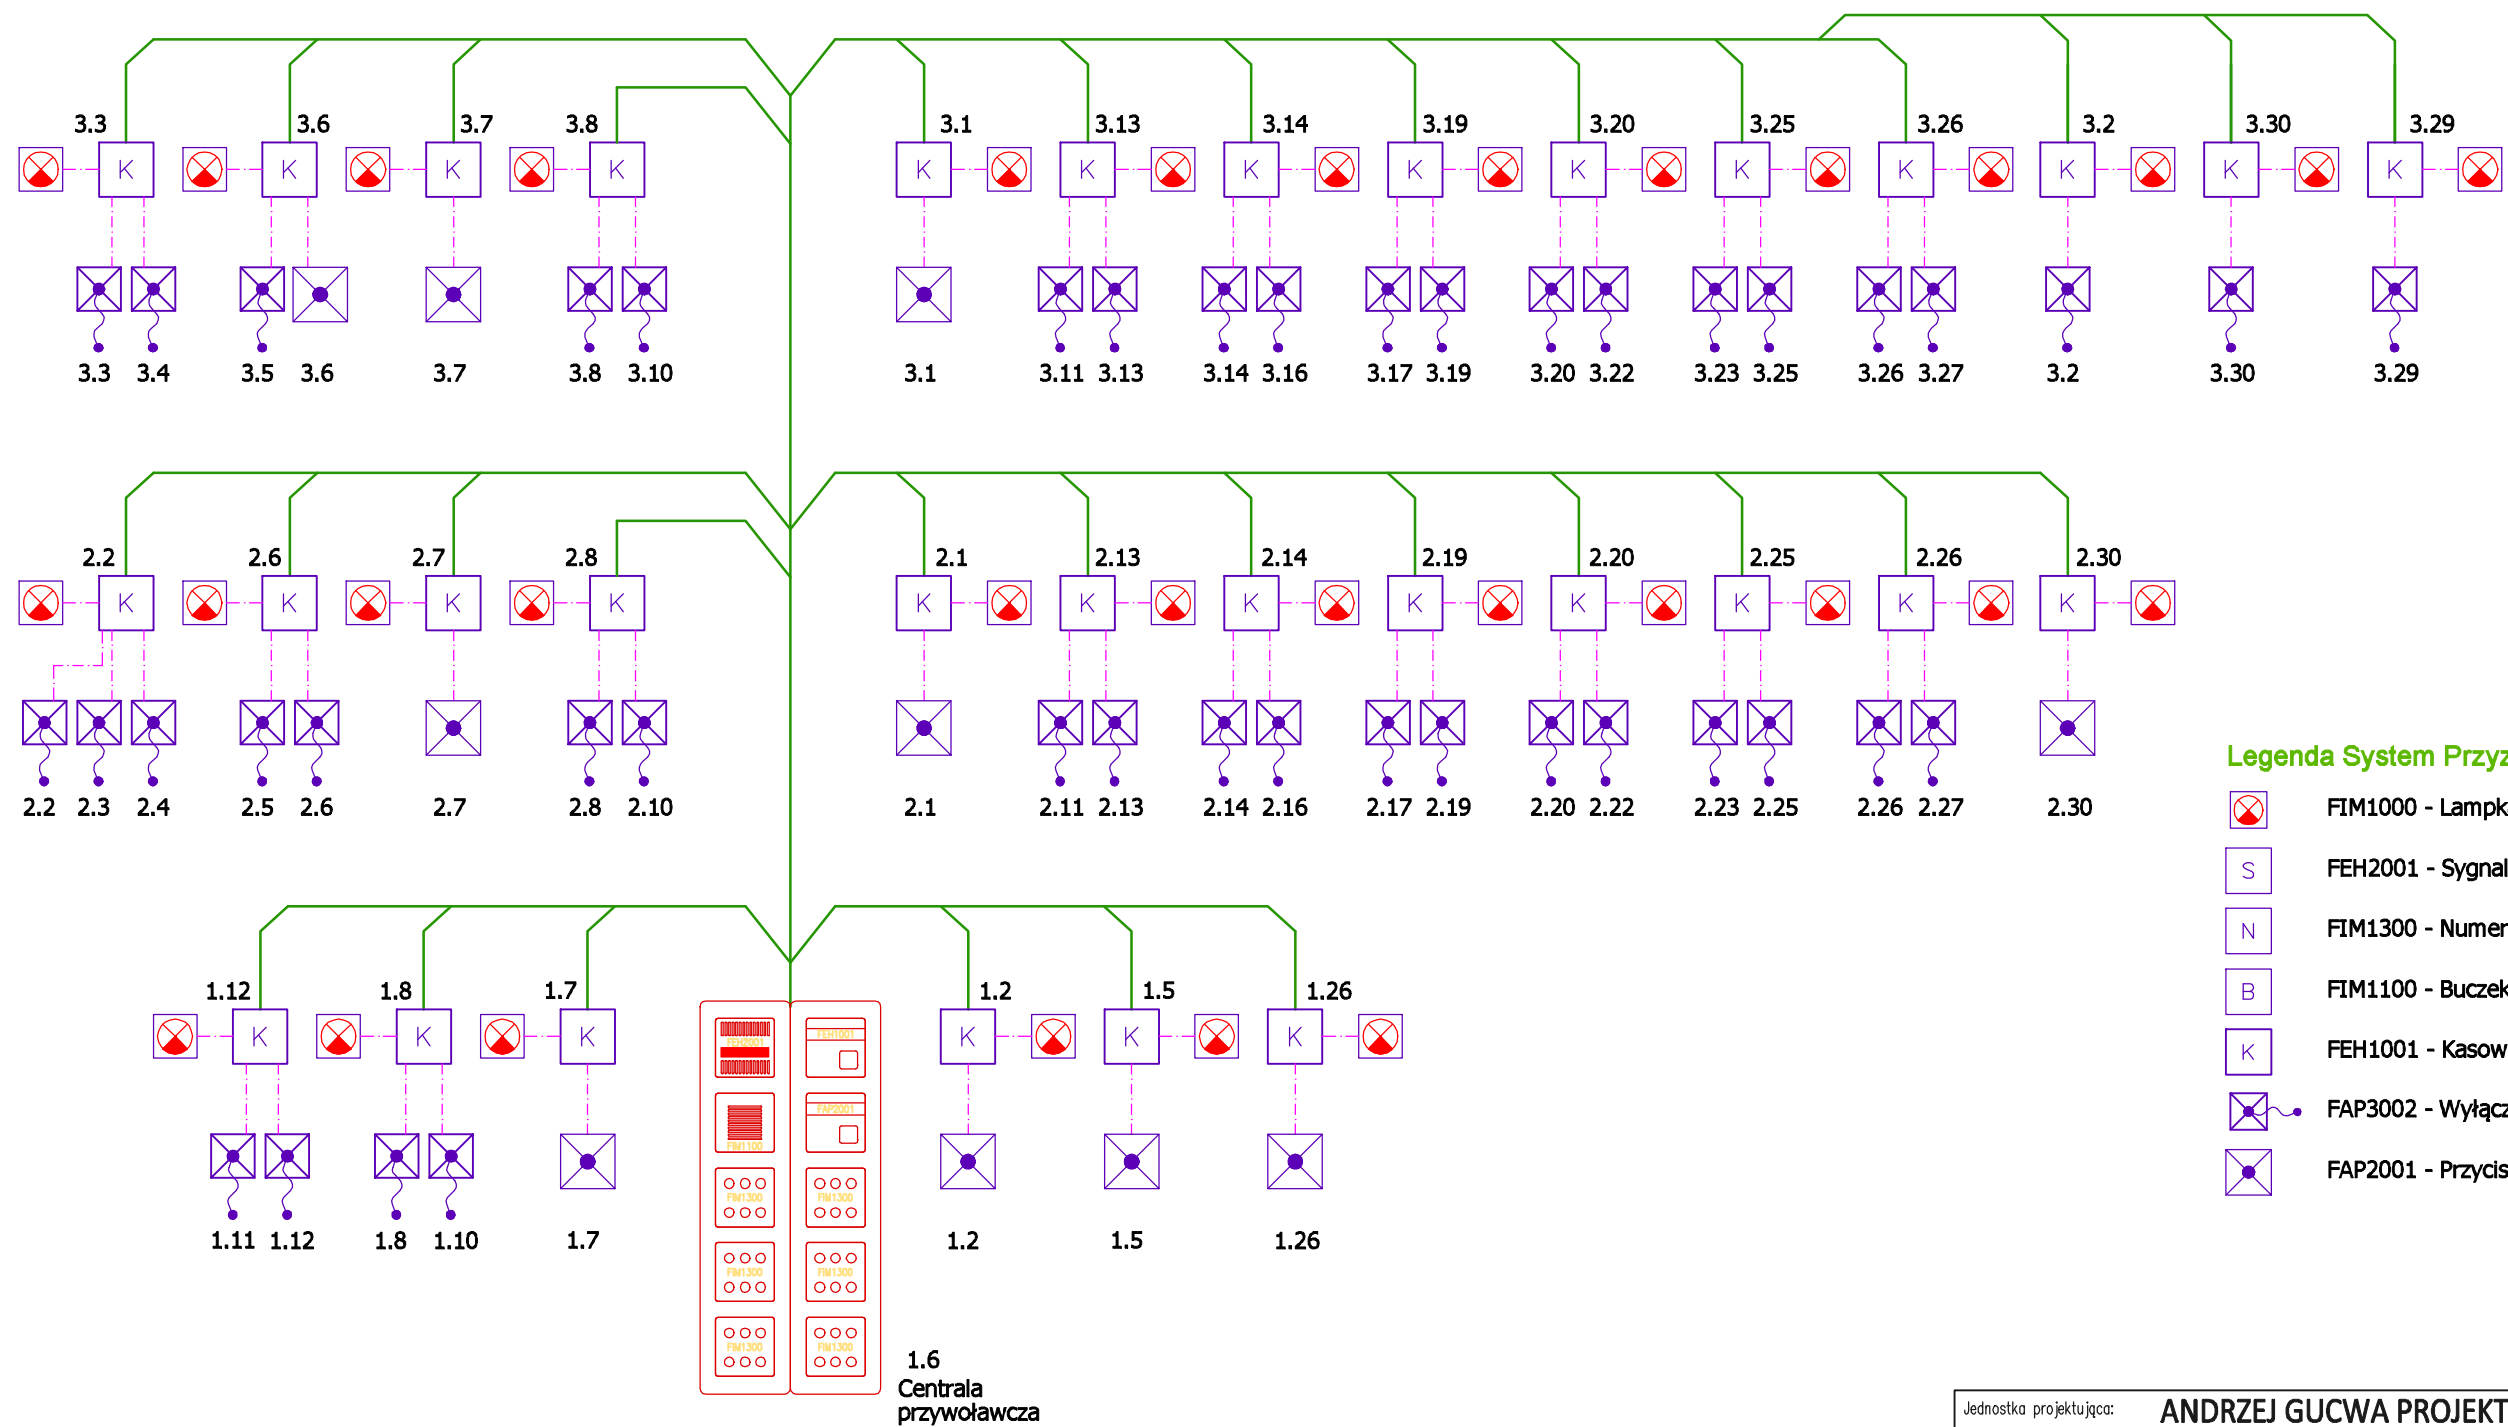 3.3 3.6 3.7 3.8 3.1 3.13 3.14 3.19 3.20 3.25 3.26 3.2 3.30 3.29
K K K K K K K K K K K K K K
3.3 3.4 3.5 3.6 3.7 3.8 3.10 3.1 3.11 3.13 3.14 3.16 3.17 3.19 3.20 3.22 3.23 3.25 3.26 3.27 3.2 3.30 3.29
2.2 2.6 2.7 2.8 2.1 2.13 2.14 2.19 2.20 2.25 2.26 2.30
K K K K K K K K K K K K
2.2 2.3 2.4 2.5 2.6 2.7 2.8 2.10 2.1 2.11 2.13 2.14 2.16 2.17 2.19 2.20 2.22 2.23 2.25 2.26 2.27 2.30
1.12 1.8 1.7 1.2 1.5 1.26
K K K K K K
1.11 1.12 1.8 1.10 1.7 1.2 1.5 1.26
FEH2001 FEH1001
FIM1100 FAP2001
FIM1300 FIM1300
FIM1300 FIM1300
FIM1300 FIM1300
1.6
Centrala
przywoławcza
Legenda System Przyz
FIM1000 - Lampk
S FEH2001 - Sygnal
N FIM1300 - Numer
B FIM1100 - Buczek
K FEH1001 - Kasow
FAP3002 - Wyłącz
FAP2001 - Przycis
Jednostka projektująca: ANDRZEJ GUCWA PROJEKT